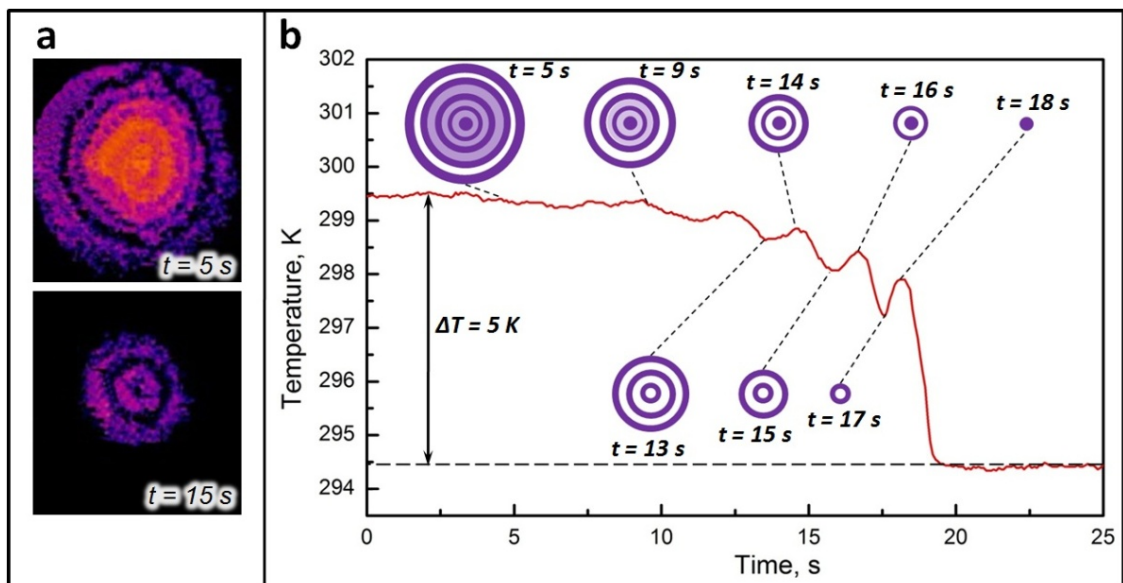 a
t = 5 s
t = 15 s
b
302
301
300
299
298
297
296
295
294
Temperature, K
t = 5 s
t = 9 s
t = 14 s
t = 16 s
t = 18 s
ΔT = 5 K
t = 13 s
t = 15 s
t = 17 s
0
5
10
15
20
25
Time, s